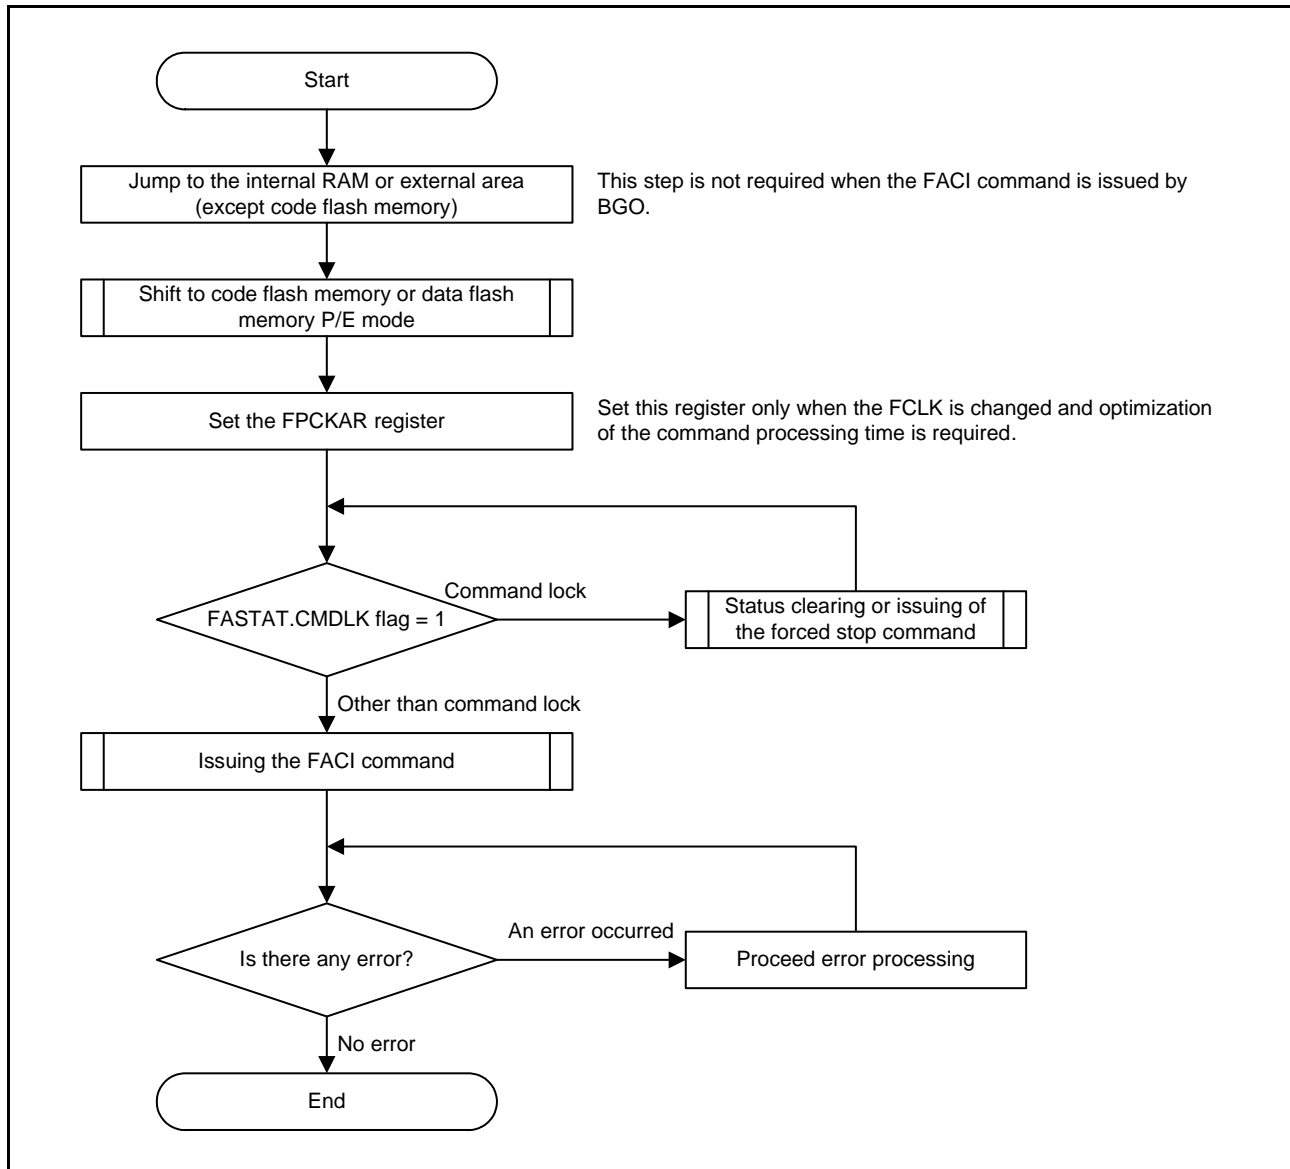 Start
Jump to the internal RAM or external area
(except code flash memory)
This step is not required when the FACI command is issued by
BGO.
Shift to code flash memory or data flash
memory P/E mode
Set the FPCKAR register
Set this register only when the FCLK is changed and optimization
of the command processing time is required.
FASTAT.CMDLK flag = 1
Command lock
Status clearing or issuing of
the forced stop command
Other than command lock
Issuing the FACI command
Is there any error?
An error occurred
Proceed error processing
No error
End